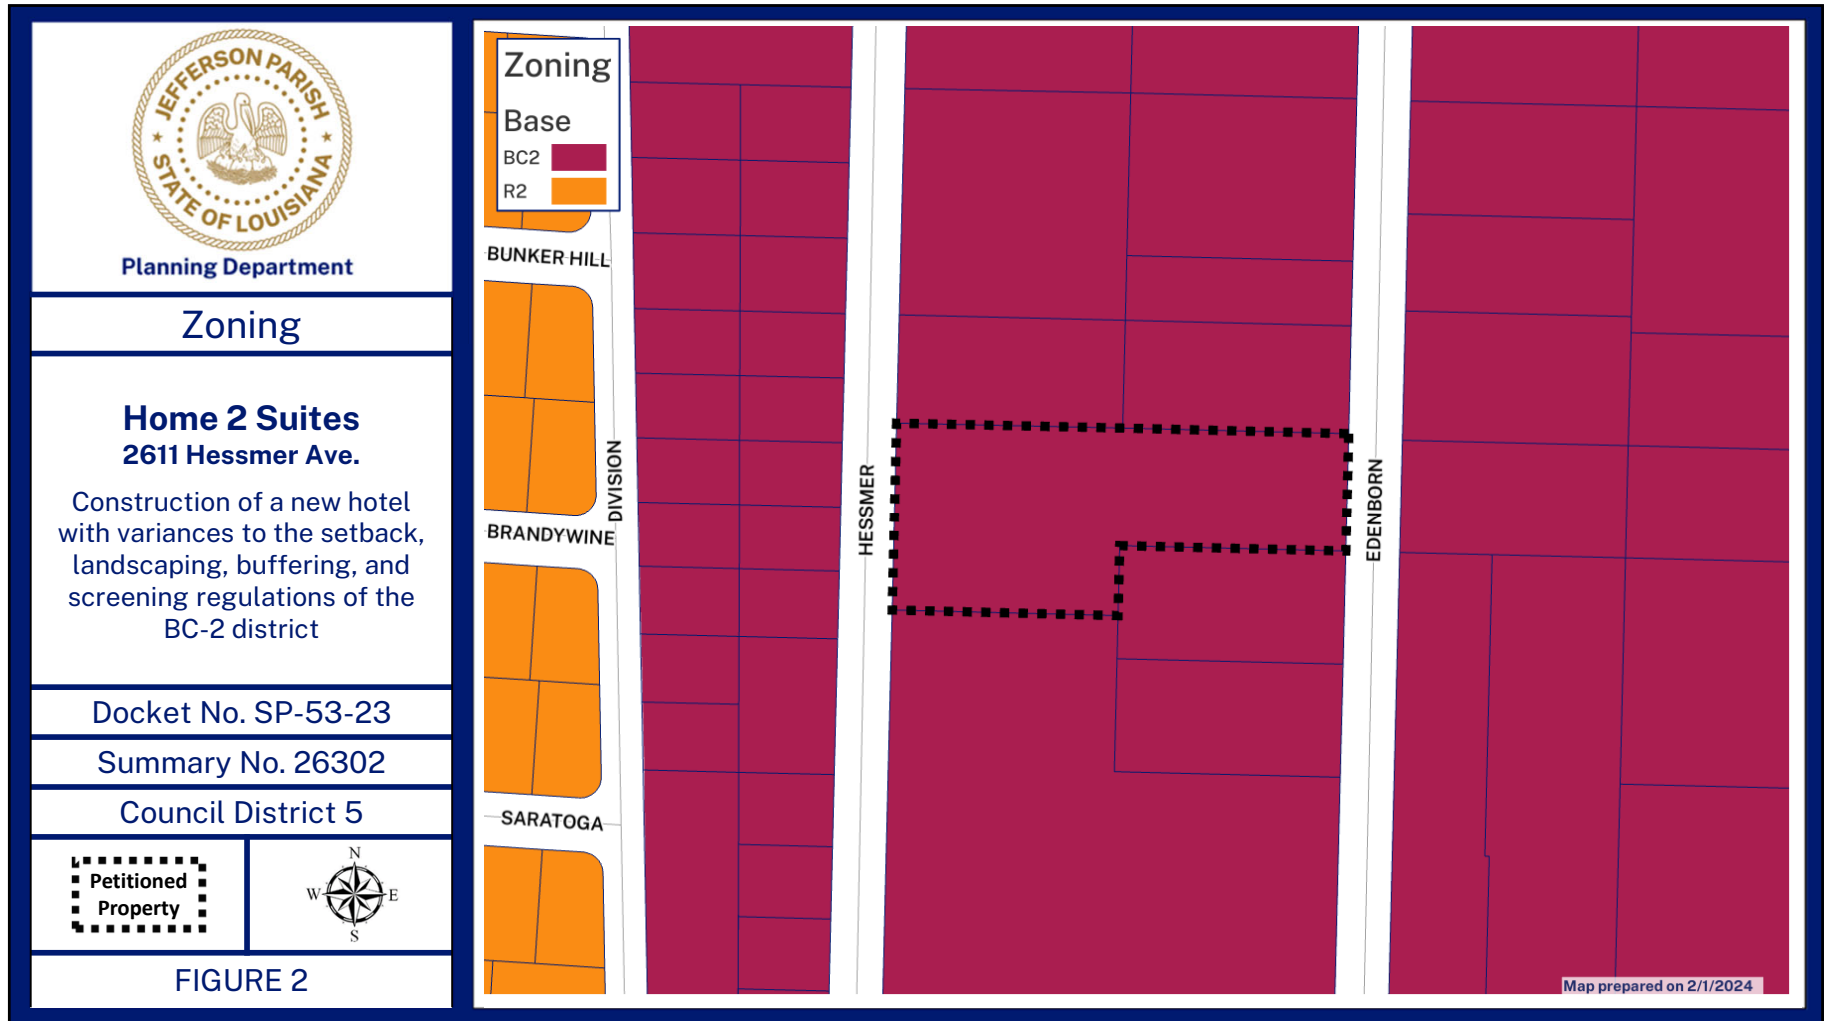 JEFFERSON PARISH
STATE OF LOUISIANA
Planning Department
Zoning
Home 2 Suites
2611 Hessmer Ave.
Construction of a new hotel
with variances to the setback,
landscaping, buffering, and
screening regulations of the
BC-2 district
Docket No. SP-53-23
Summary No. 26302
Council District 5
Petitioned
Property
N
W
E
S
FIGURE 2
Zoning
Base
BC2
R2
BUNKER HILL
DIVISION
BRANDYWINE
SARATOGA
HESSMER
EDENBORN
Map prepared on 2/1/2024